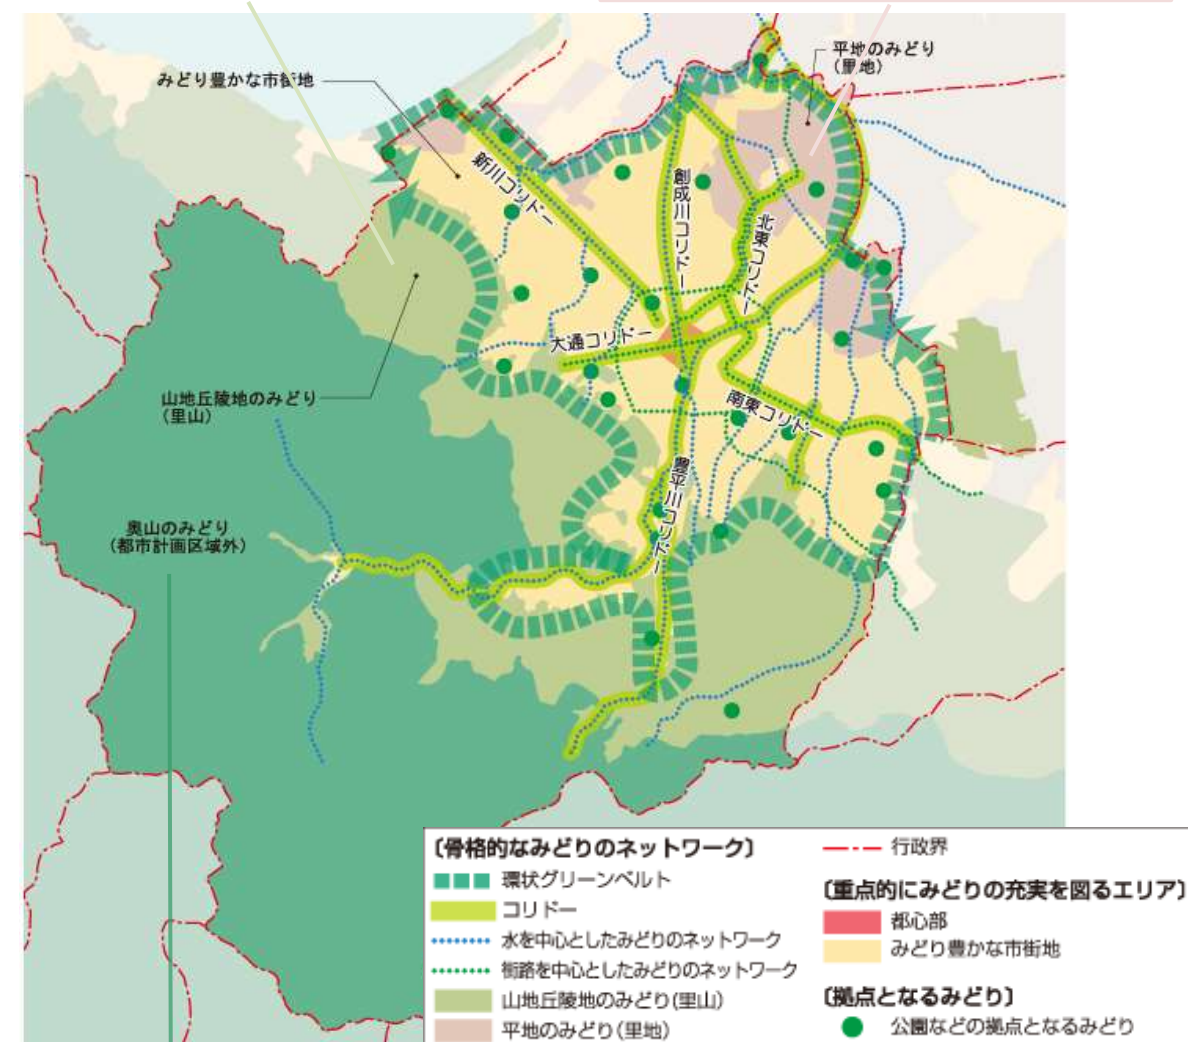 平地のみどり
(里地)
みどり豊かな市街地
新川コリドー
創成川コリドー
北東コリドー
大通コリドー
山地丘陵地のみどり
(里山)
南東コリドー
豊平川コリドー
奥山のみどり
(都市計画区域外)
〔骨格的なみどりのネットワーク〕
環状グリーンベルト
コリドー
水を中心としたみどりのネットワーク
街路を中心としたみどりのネットワーク
山地丘陵地のみどり(里山)
平地のみどり(里地)
行政界
〔重点的にみどりの充実を図るエリア〕
都心部
みどり豊かな市街地
〔拠点となるみどり〕
公園などの拠点となるみどり